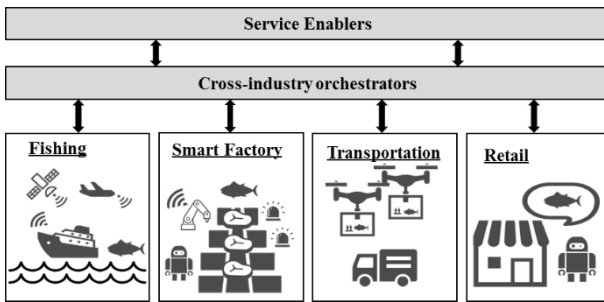 Service Enablers
Cross-industry orchestrators
Fishing
Smart Factory
Transportation
Retail